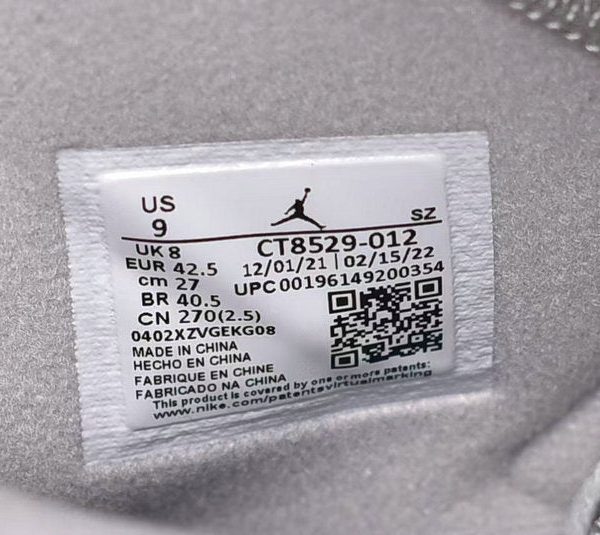 US
9
SZ
UK 8
EUR 42.5
cm 27
BR 40.5
CN 270(2.5)
CT8529-012
12/01/21 | 02/15/22
UPC 00196149200354
0402XZVGEKG08
MADE IN CHINA
HECHO EN CHINA
FABRIQUE EN CHINE
FABRICADO NA CHINA
This product is covered by one or more patents:
www.nike.com/patentsvirtualmarking